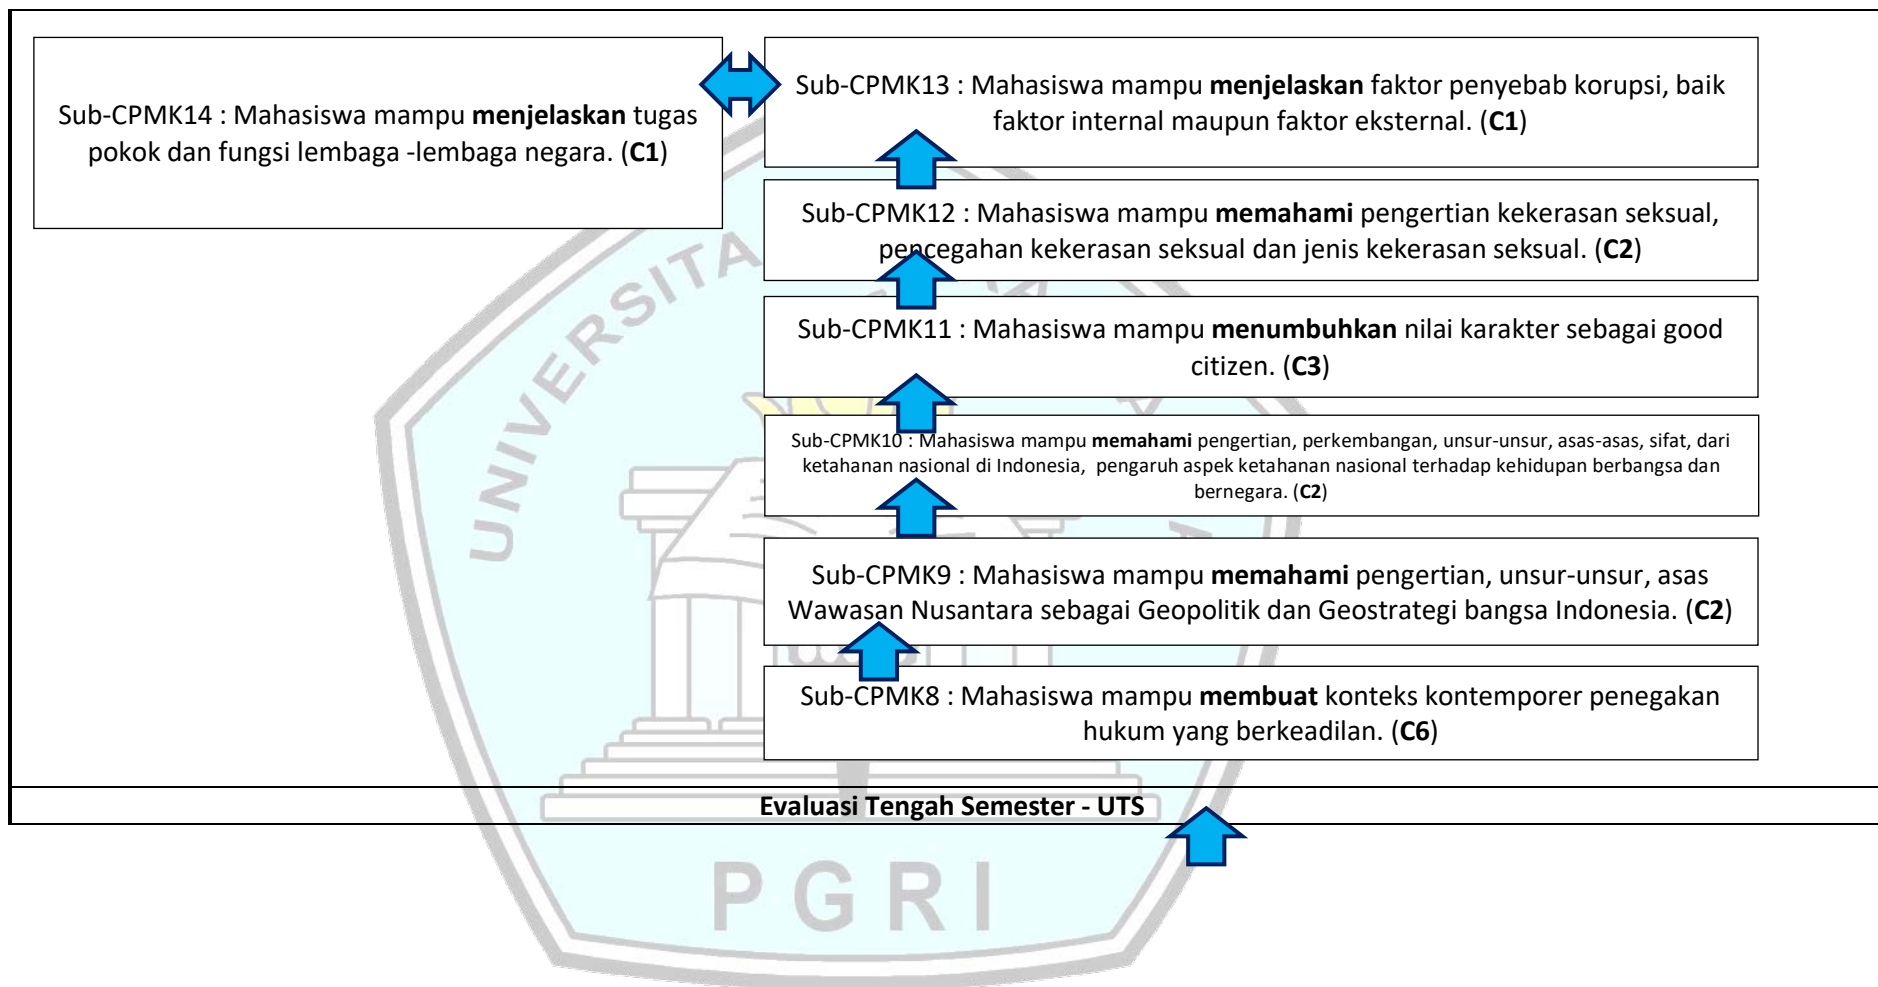 Sub-CPMK14 : Mahasiswa mampu menjelaskan tugas
pokok dan fungsi lembaga -lembaga negara. (C1)
Sub-CPMK13 : Mahasiswa mampu menjelaskan faktor penyebab korupsi, baik
faktor internal maupun faktor eksternal. (C1)
Sub-CPMK12 : Mahasiswa mampu memahami pengertian kekerasan seksual,
pencegahan kekerasan seksual dan jenis kekerasan seksual. (C2)
Sub-CPMK11 : Mahasiswa mampu menumbuhkan nilai karakter sebagai good
citizen. (C3)
Sub-CPMK10 : Mahasiswa mampu memahami pengertian, perkembangan, unsur-unsur, asas-asas, sifat, dari
ketahanan nasional di Indonesia, pengaruh aspek ketahanan nasional terhadap kehidupan berbangsa dan
bernegara. (C2)
Sub-CPMK9 : Mahasiswa mampu memahami pengertian, unsur-unsur, asas
Wawasan Nusantara sebagai Geopolitik dan Geostrategi bangsa Indonesia. (C2)
Sub-CPMK8 : Mahasiswa mampu membuat konteks kontemporer penegakan
hukum yang berkeadilan. (C6)
Evaluasi Tengah Semester - UTS
PGRI